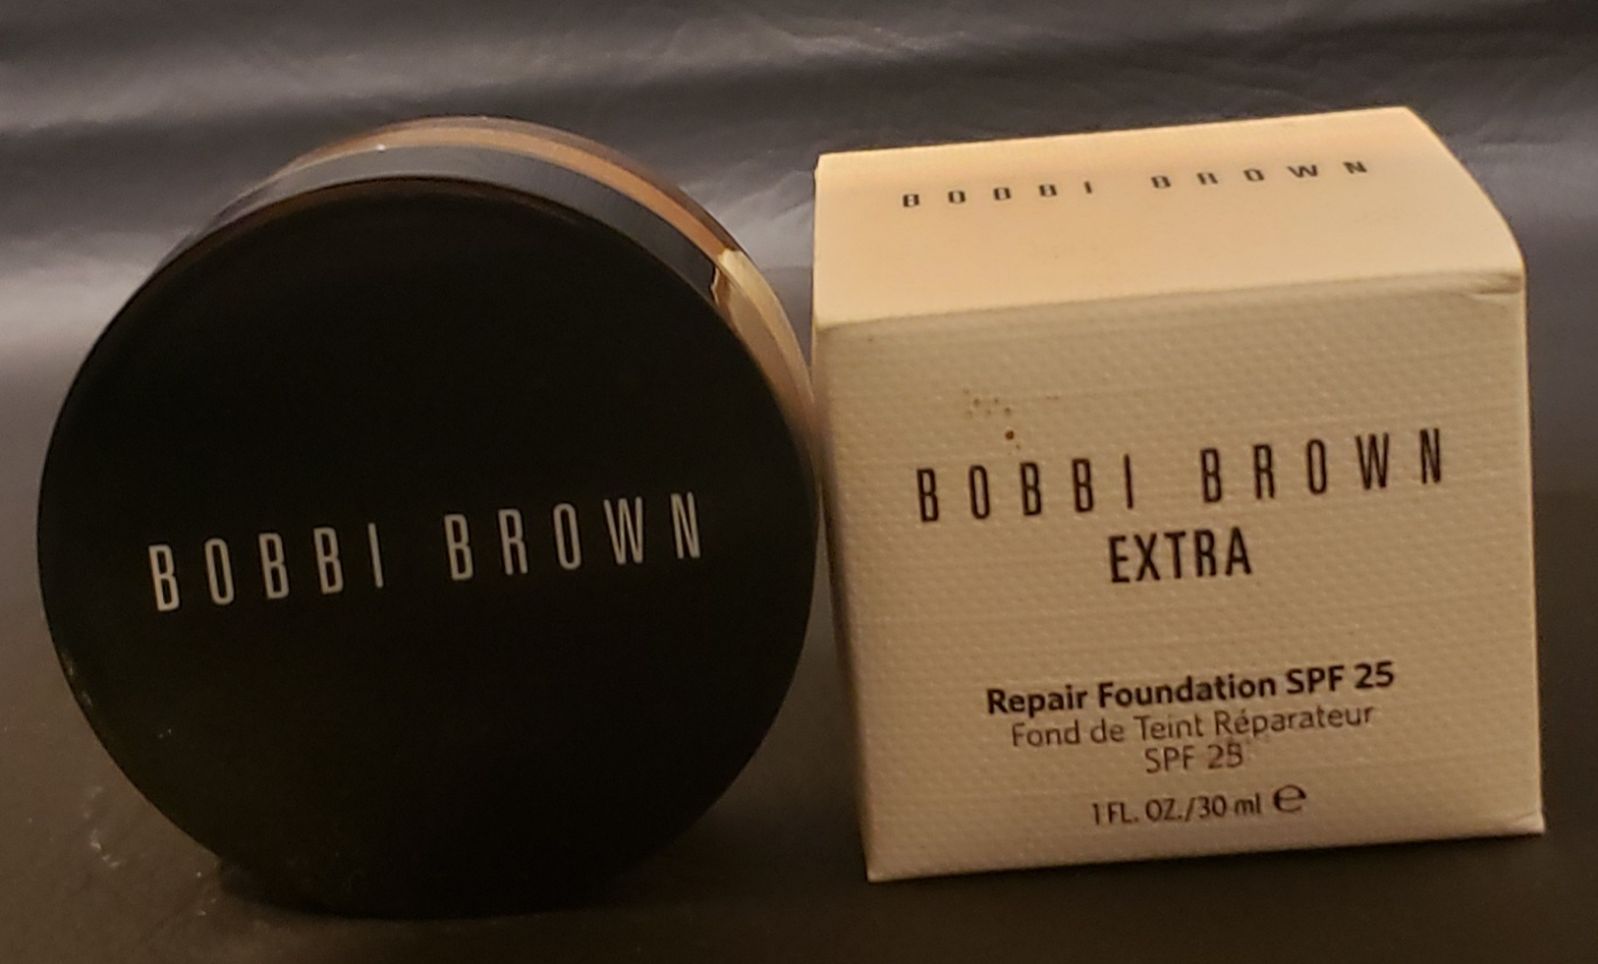 BOBBI BROWN
BOBBI BROWN
BOBBI BROWN
EXTRA
Repair Foundation SPF 25
Fond de Teint Réparateur
SPF 25
1 FL. OZ./30 ml ℮